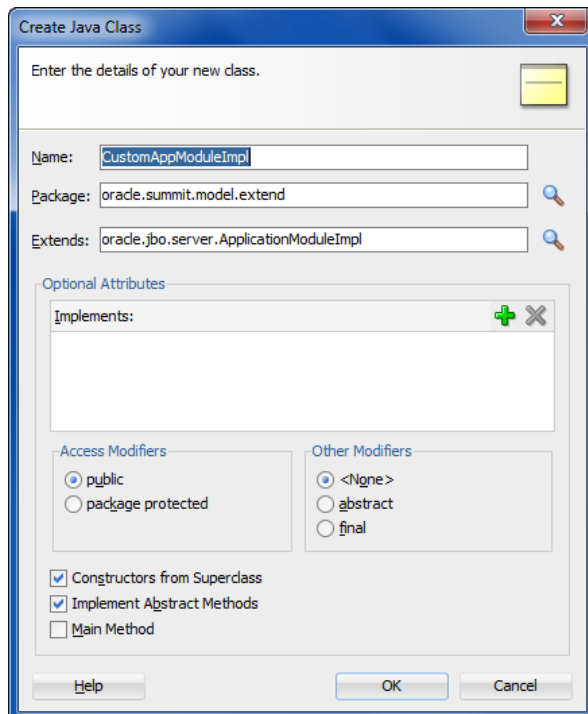 Create Java Class
Enter the details of your new class.
Name: CustomAppModuleImpl
Package: oracle.summit.model.extend
Extends: oracle.jbo.server.ApplicationModuleImpl
Optional Attributes
Implements:
Access Modifiers
public
package protected
Other Modifiers
<None>
abstract
final
Constructors from Superclass
Implement Abstract Methods
Main Method
Help OK Cancel